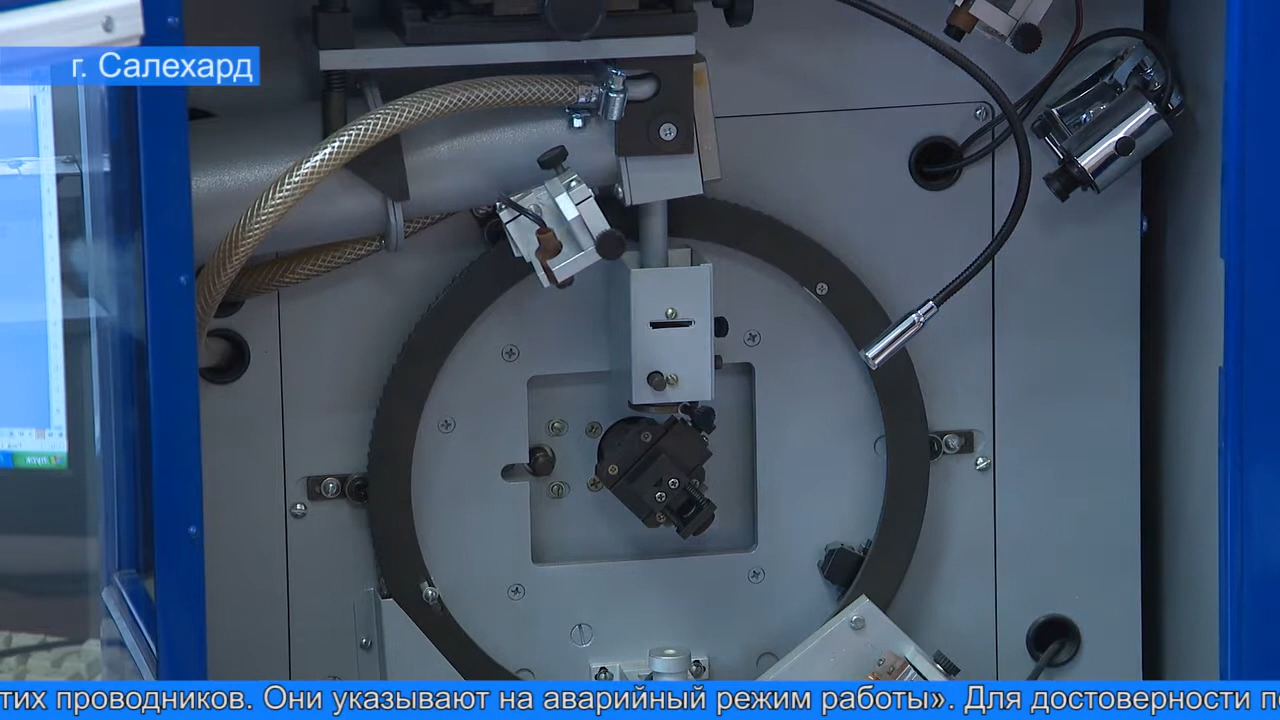 г. Салехард
тих проводников. Они указывают на аварийный режим работы». Для достоверности